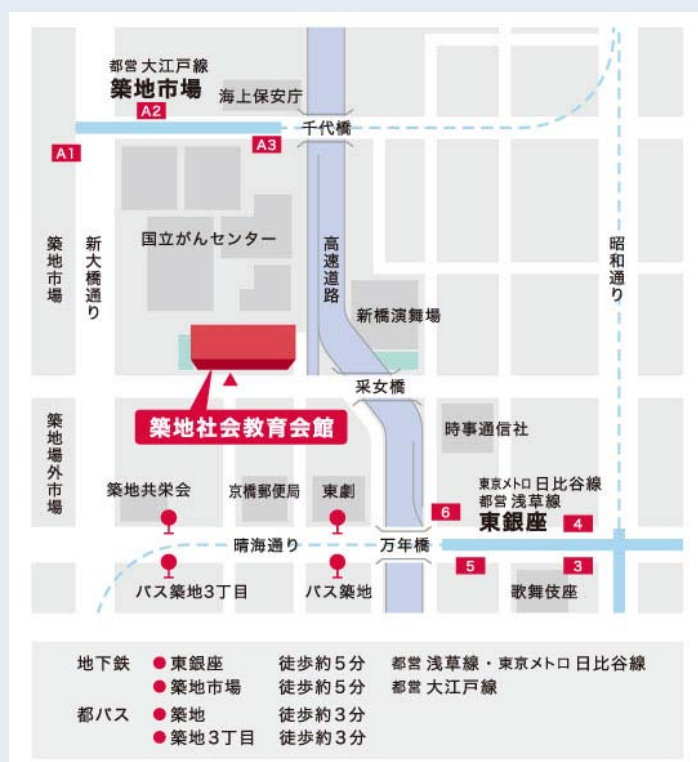 都営 大江戸線
築地市場
A2
海上保安庁
A1
A3
千代橋
国立がんセンター
築地市場
新大橋通り
高速道路
昭和通り
新橋演舞場
采女橋
築地社会教育会館
築地場外市場
時事通信社
築地共栄会
京橋郵便局
東劇
東京メトロ 日比谷線
都営 浅草線
東銀座
6
4
晴海通り
万年橋
5
3
バス築地3丁目
バス築地
歌舞伎座
地下鉄 ●東銀座 徒歩約5分 都営 浅草線・東京メトロ 日比谷線
●築地市場 徒歩約5分 都営 大江戸線
都バス ●築地 徒歩約3分
●築地3丁目 徒歩約3分